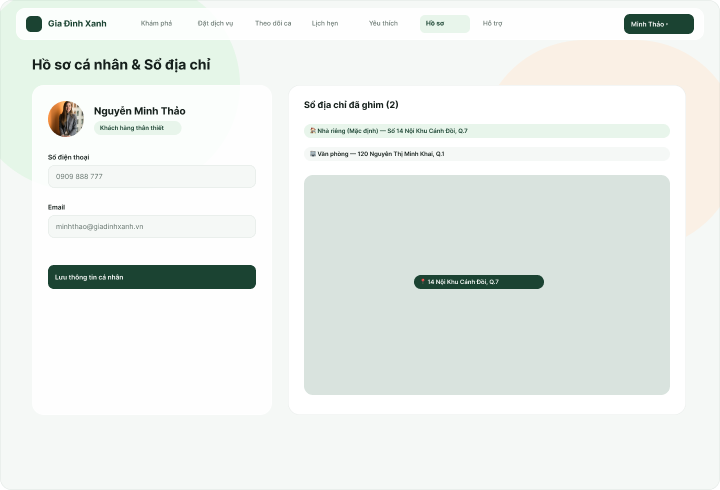 Gia Đình Xanh
Khám phá
Đặt dịch vụ
Theo dõi ca
Lịch hẹn
Yêu thích
Hồ sơ
Hỗ trợ
Minh Thảo ▾
Hồ sơ cá nhân & Sổ địa chỉ
Nguyễn Minh Thảo
Khách hàng thân thiết
Số điện thoại
0909 888 777
Email
minhthao@giadinhxanh.vn
Lưu thông tin cá nhân
Sổ địa chỉ đã ghim (2)
Nhà riêng (Mặc định) — Số 14 Nội Khu Cảnh Đồi, Q.7
Văn phòng — 120 Nguyễn Thị Minh Khai, Q.1
14 Nội Khu Cảnh Đồi, Q.7